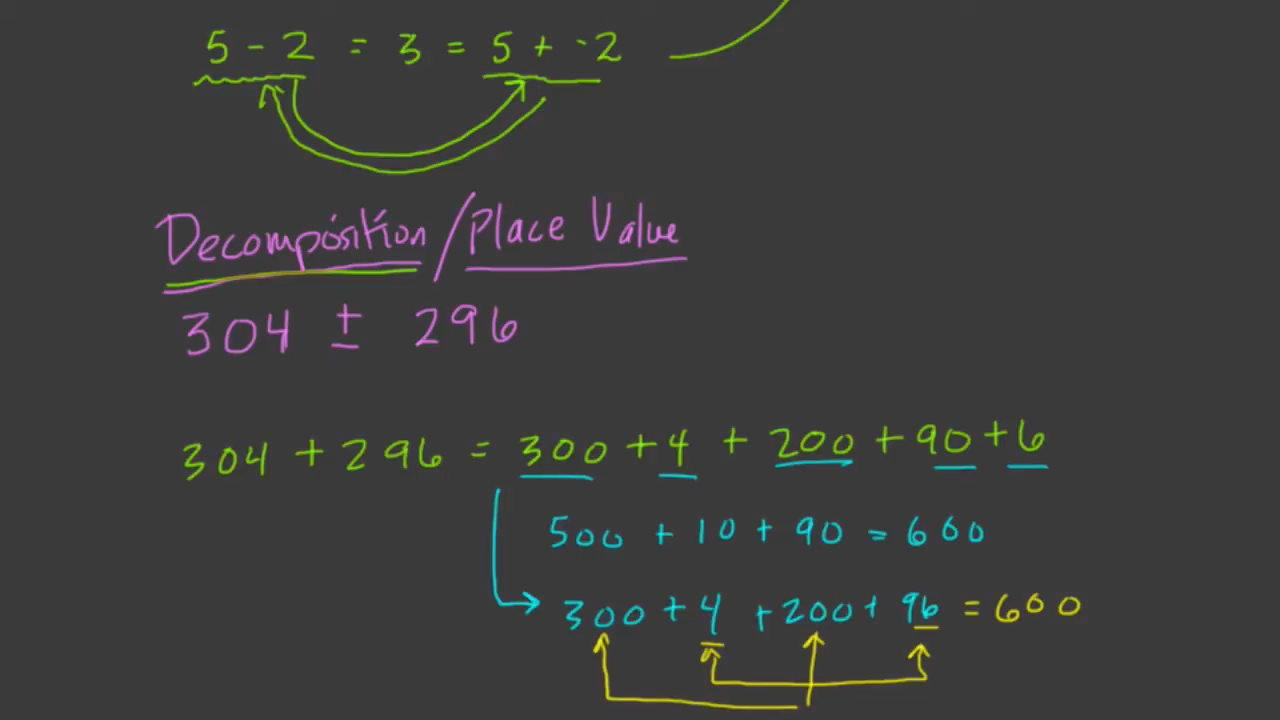 5 - 2 = 3 = 5 + -2
Decomposition / Place Value
304 ± 296
304 + 296 = 300 + 4 + 200 + 90 + 6
500 + 10 + 90 = 600
300 + 4 + 200 + 96 = 600